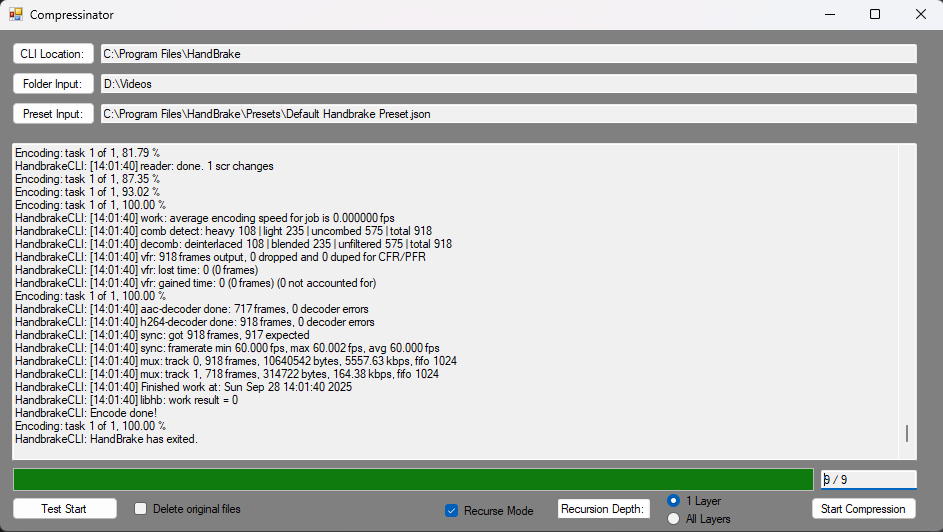 Compressinator
CLI Location: C:\Program Files\HandBrake
Folder Input: D:\Videos
Preset Input: C:\Program Files\HandBrake\Presets\Default Handbrake Preset.json
Encoding: task 1 of 1, 81.79 %
HandbrakeCLI: [14:01:40] reader: done. 1 scr changes
Encoding: task 1 of 1, 87.35 %
Encoding: task 1 of 1, 93.02 %
Encoding: task 1 of 1, 100.00 %
HandbrakeCLI: [14:01:40] work: average encoding speed for job is 0.000000 fps
HandbrakeCLI: [14:01:40] comb detect: heavy 108 | light 235 | uncombed 575 | total 918
HandbrakeCLI: [14:01:40] decomb: deinterlaced 108 | blended 235 | unfiltered 575 | total 918
HandbrakeCLI: [14:01:40] vfr: 918 frames output, 0 dropped and 0 duped for CFR/PFR
HandbrakeCLI: [14:01:40] vfr: lost time: 0 (0 frames)
HandbrakeCLI: [14:01:40] vfr: gained time: 0 (0 frames) (0 not accounted for)
Encoding: task 1 of 1, 100.00 %
HandbrakeCLI: [14:01:40] aac-decoder done: 717 frames, 0 decoder errors
HandbrakeCLI: [14:01:40] h264-decoder done: 918 frames, 0 decoder errors
HandbrakeCLI: [14:01:40] sync: got 918 frames, 917 expected
HandbrakeCLI: [14:01:40] sync: framerate min 60.000 fps, max 60.002 fps, avg 60.000 fps
HandbrakeCLI: [14:01:40] mux: track 0, 918 frames, 10640542 bytes, 5557.63 kbps, fifo 1024
HandbrakeCLI: [14:01:40] mux: track 1, 718 frames, 314722 bytes, 164.38 kbps, fifo 1024
HandbrakeCLI: [14:01:40] Finished work at: Sun Sep 28 14:01:40 2025
HandbrakeCLI: [14:01:40] libhb: work result = 0
HandbrakeCLI: Encode done!
Encoding: task 1 of 1, 100.00 %
HandbrakeCLI: HandBrake has exited.
9 / 9
Test Start Delete original files Recurse Mode Recursion Depth: 1 Layer Start Compression
All Layers